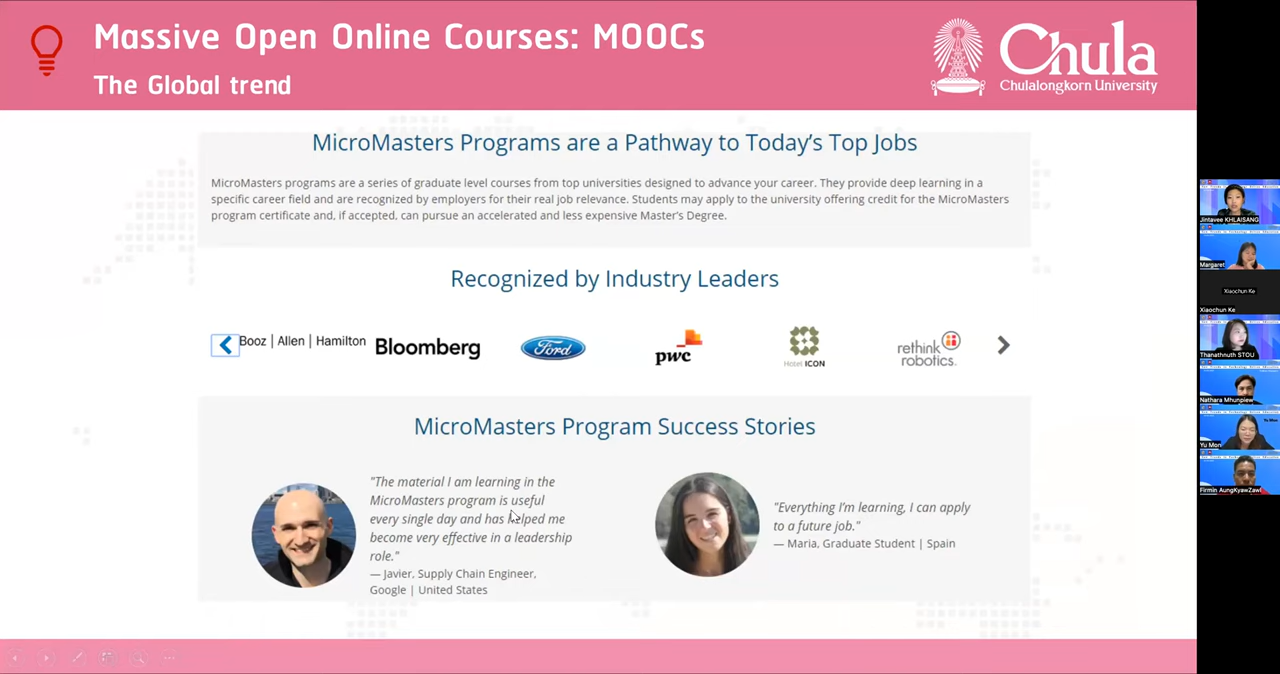 Massive Open Online Courses: MOOCs
The Global trend
Chula
Chulalongkorn University
MicroMasters Programs are a Pathway to Today's Top Jobs
MicroMasters programs are a series of graduate level courses from top universities designed to advance your career. They provide deep learning in a
specific career field and are recognized by employers for their real job relevance. Students may apply to the university offering credit for the MicroMasters
program certificate and, if accepted, can pursue an accelerated and less expensive Master's Degree.
Recognized by Industry Leaders
Booz | Allen | Hamilton
Bloomberg
Ford
pwc
Hotel ICON
rethink
robotics.
MicroMasters Program Success Stories
"The material I am learning in the
MicroMasters program is useful
every single day and has helped me
become very effective in a leadership
role."
— Javier, Supply Chain Engineer,
Google | United States
"Everything I'm learning, I can apply
to a future job."
— Maria, Graduate Student | Spain
Jintavee KHLAISANG
Margaret
Xiaochun Ke
Xiaochun Ke
Thanathnuth STOU
Nathara Mhunpiew
Yu Mon
Yu Mon
Firmin AungKyawZaw